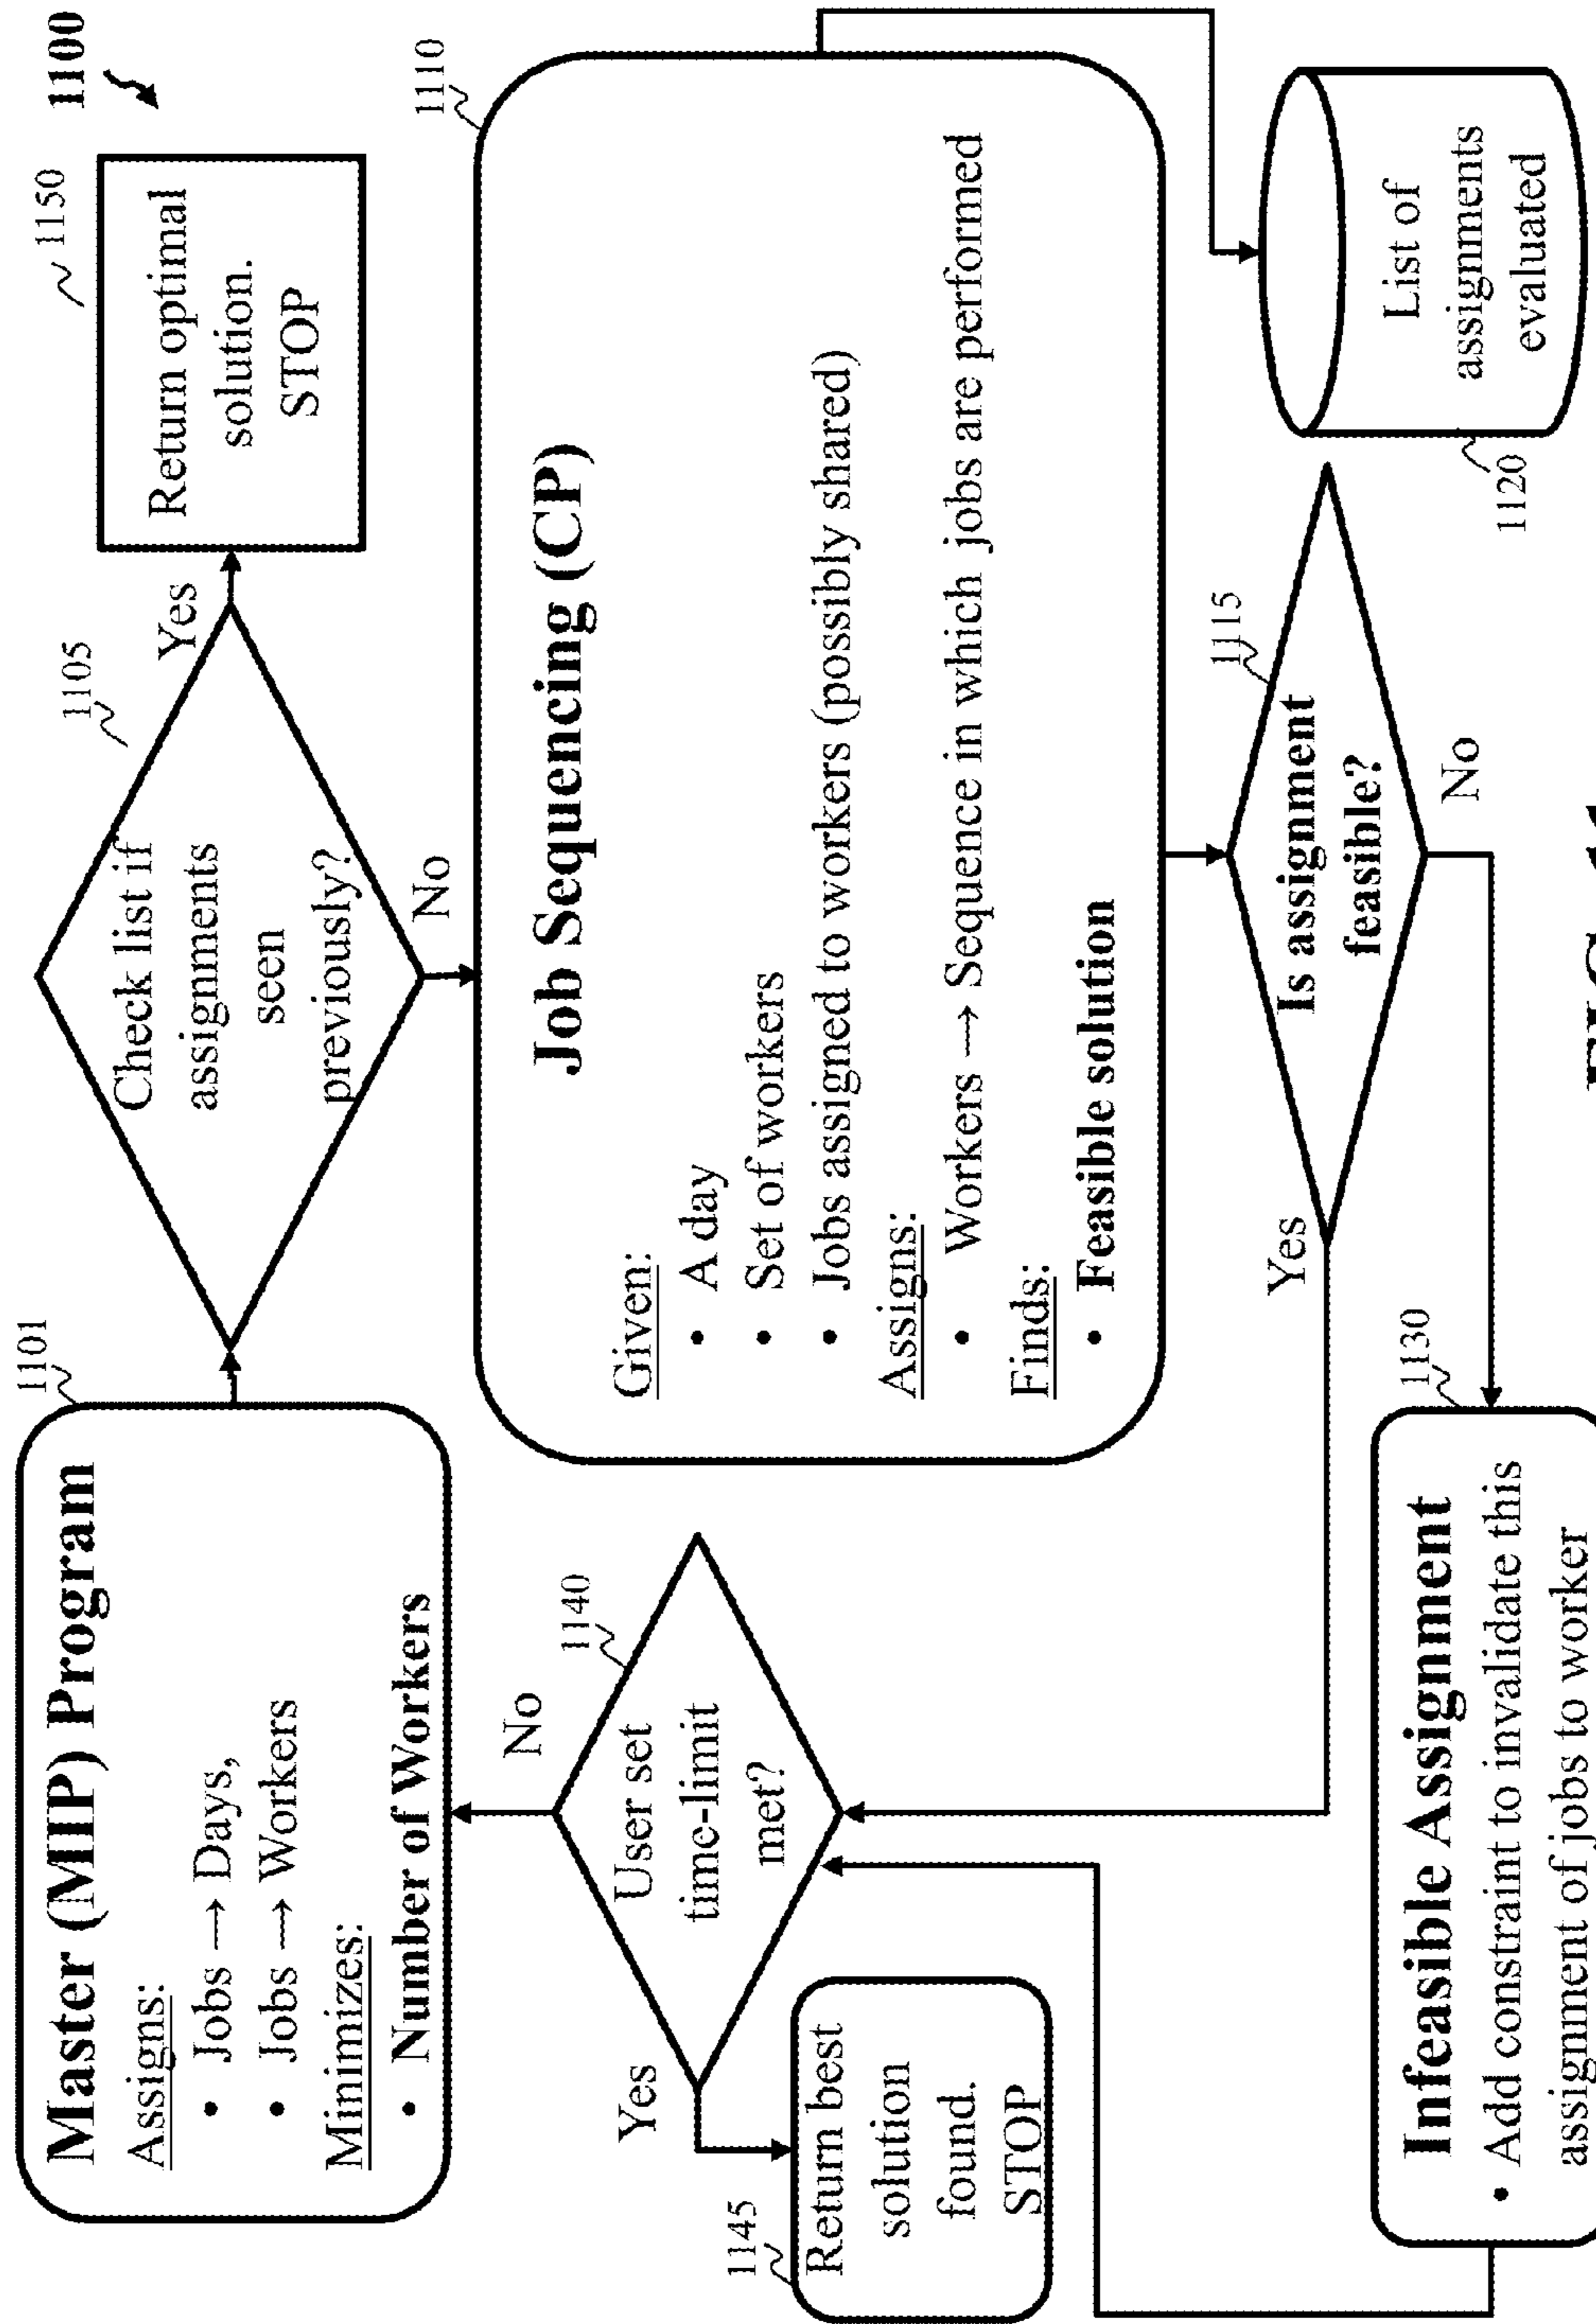 1100
1101
Master (MIP) Program
Assigns:
• Jobs → Days,
• Jobs → Workers
Minimizes:
• Number of Workers
1105
Check list if
assignments
seen
previously?
Yes
No
1150
Return optimal
solution.
STOP
1110
Job Sequencing (CP)
Given:
• A day
• Set of workers
• Jobs assigned to workers (possibly shared)
Assigns:
• Workers → Sequence in which jobs are performed
Finds:
• Feasible solution
1140
User set
time-limit
met?
No
Yes
1145
Return best
solution
found.
STOP
1115
Is assignment
feasible?
Yes
No
1120
List of
assignments
evaluated
1130
Infeasible Assignment
• Add constraint to invalidate this
assignment of jobs to worker